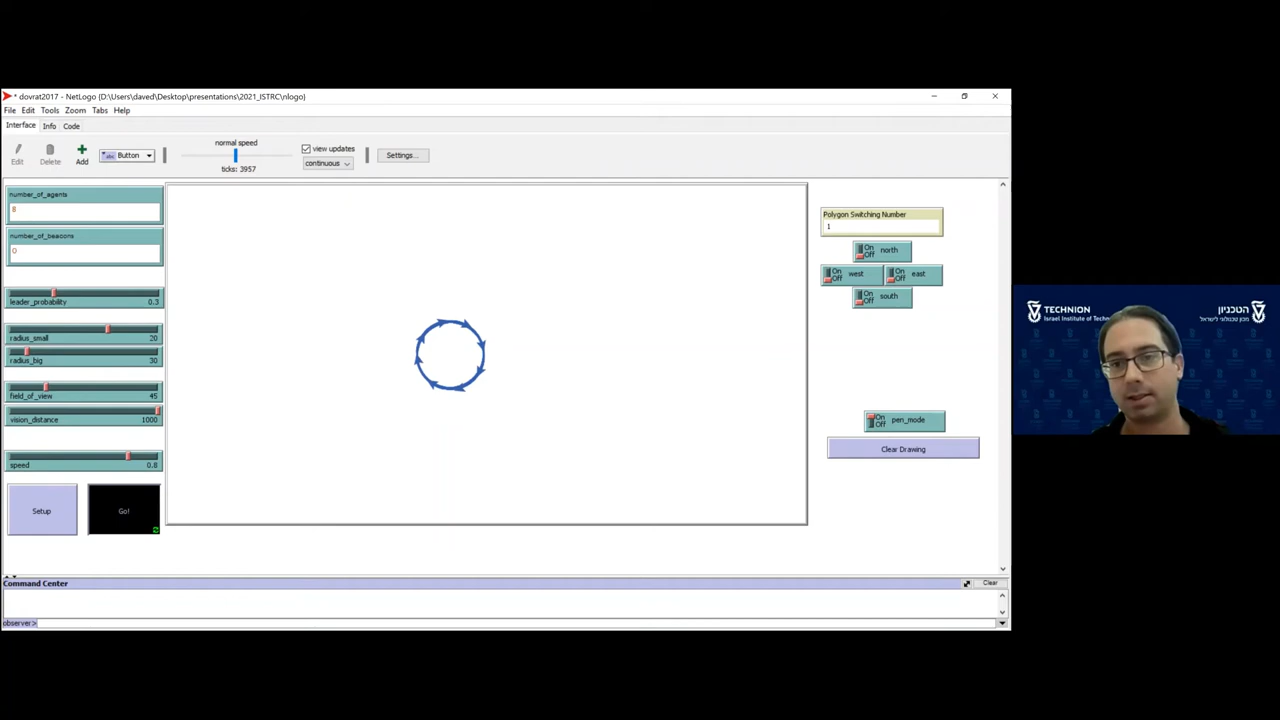 * dovrat2017 - NetLogo {D:\Users\daved\Desktop\presentations\2021_ISTRC\nlogo}
File Edit Tools Zoom Tabs Help
Interface Info Code
Edit Delete Add Button normal speed ticks: 3957 view updates continuous Settings...
number_of_agents
8
number_of_beacons
0
leader_probability 0.3
radius_small 20
radius_big 30
field_of_view 45
vision_distance 1000
speed 0.8
Setup Go!
Polygon Switching Number
1
On Off north
On Off west On Off east
On Off south
On Off pen_mode
Clear Drawing
Command Center Clear
observer>
TECHNION
Israel Institute of Techn
הטכניון
מכון טכנולוגי לישראל